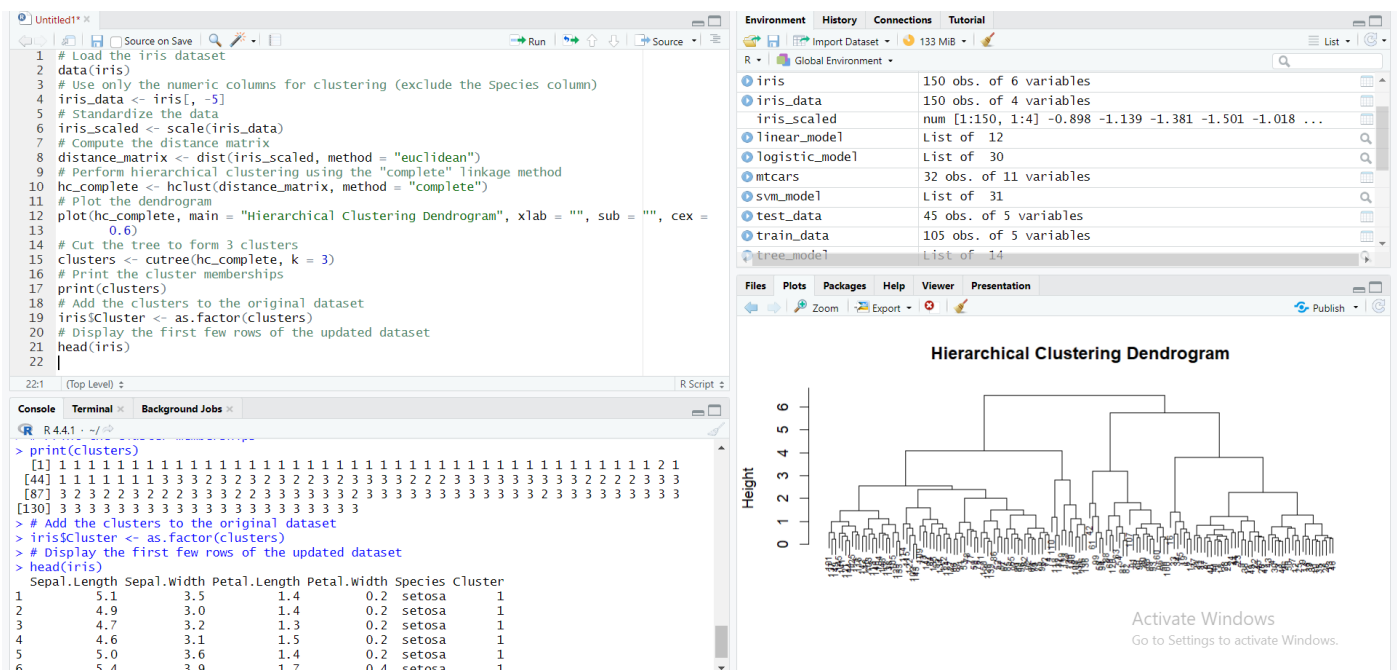 Untitled1*
Source on Save
Run
Source
1 # Load the iris dataset
2 data(iris)
3 # Use only the numeric columns for clustering (exclude the Species column)
4 iris_data <- iris[, -5]
5 # Standardize the data
6 iris_scaled <- scale(iris_data)
7 # Compute the distance matrix
8 distance_matrix <- dist(iris_scaled, method = "euclidean")
9 # Perform hierarchical clustering using the "complete" linkage method
10 hc_complete <- hclust(distance_matrix, method = "complete")
11 # Plot the dendrogram
12 plot(hc_complete, main = "Hierarchical Clustering Dendrogram", xlab = "", sub = "", cex =
13 0.6)
14 # Cut the tree to form 3 clusters
15 clusters <- cutree(hc_complete, k = 3)
16 # Print the cluster memberships
17 print(clusters)
18 # Add the clusters to the original dataset
19 iris$Cluster <- as.factor(clusters)
20 # Display the first few rows of the updated dataset
21 head(iris)
22
22:1 (Top Level) R Script
Console Terminal Background Jobs
R 4.4.1 · ~/
> print(clusters)
[1] 1 1 1 1 1 1 1 1 1 1 1 1 1 1 1 1 1 1 1 1 1 1 1 1 1 1 1 1 1 1 1 1 1 1 1 1 1 1 1 1 1 2 1
[44] 1 1 1 1 1 1 1 3 3 3 2 3 2 3 2 3 2 2 3 2 3 3 3 3 2 2 2 3 3 3 3 3 3 3 3 3 2 2 2 2 3 3 3
[87] 3 2 3 2 2 3 2 2 2 3 3 3 2 3 3 3 3 3 3 3 2 3 3 3 3 3 3 3 3 3 3 3 3 2 3 3 3 3 3 3 3 3 3
[130] 3 3 3 3 3 3 3 3 3 3 3 3 3 3 3 3 3 3 3 3 3
> # Add the clusters to the original dataset
> iris$Cluster <- as.factor(clusters)
> # Display the first few rows of the updated dataset
> head(iris)
Sepal.Length Sepal.Width Petal.Length Petal.Width Species Cluster
1 5.1 3.5 1.4 0.2 setosa 1
2 4.9 3.0 1.4 0.2 setosa 1
3 4.7 3.2 1.3 0.2 setosa 1
4 4.6 3.1 1.5 0.2 setosa 1
5 5.0 3.6 1.4 0.2 setosa 1
6 5.4 3.9 1.7 0.4 setosa 1
Environment History Connections Tutorial
Import Dataset 133 MiB List
R Global Environment
iris 150 obs. of 6 variables
iris_data 150 obs. of 4 variables
iris_scaled num [1:150, 1:4] -0.898 -1.139 -1.381 -1.501 -1.018 ...
linear_model List of 12
logistic_model List of 30
mtcars 32 obs. of 11 variables
svm_model List of 31
test_data 45 obs. of 5 variables
train_data 105 obs. of 5 variables
tree_model List of 14
Files Plots Packages Help Viewer Presentation
Zoom Export Publish
Hierarchical Clustering Dendrogram
Height
6
5
4
3
2
1
0
Activate Windows
Go to Settings to activate Windows.